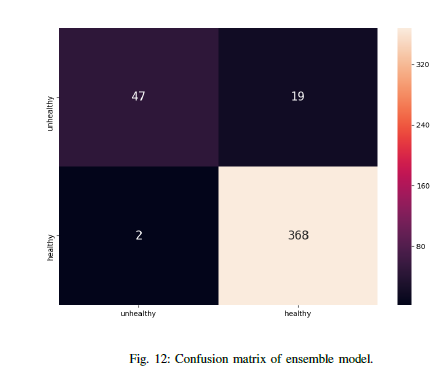 47 19
2 368
unhealthy
healthy
unhealthy healthy
320
240
160
80
Fig. 12: Confusion matrix of ensemble model.